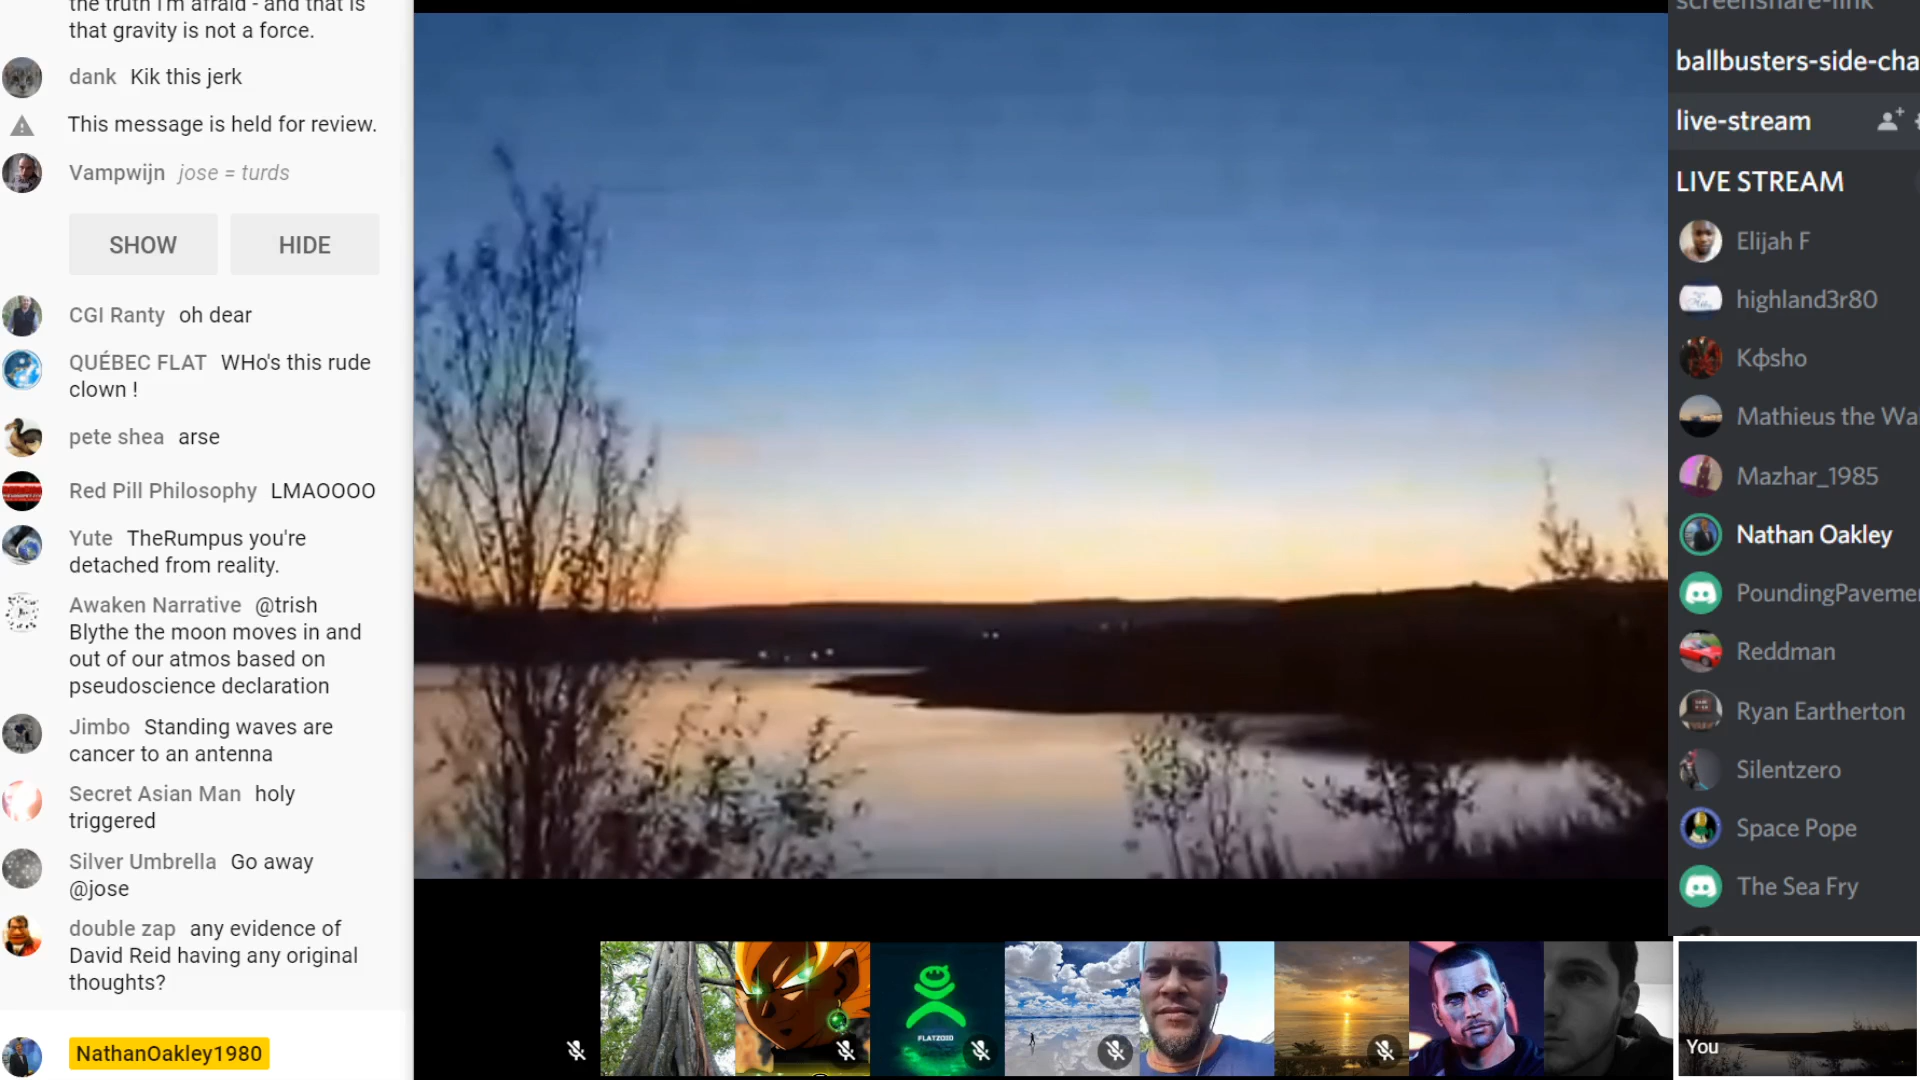 the truth I'm afraid - and that is
that gravity is not a force.
dank Kik this jerk
This message is held for review.
Vampwijn jose = turds
SHOW HIDE
CGI Ranty oh dear
QUÉBEC FLAT WHo's this rude
clown !
pete shea arse
Red Pill Philosophy LMAOOOO
Yute TheRumpus you're
detached from reality.
Awaken Narrative @trish
Blythe the moon moves in and
out of our atmos based on
pseudoscience declaration
Jimbo Standing waves are
cancer to an antenna
Secret Asian Man holy
triggered
Silver Umbrella Go away
@jose
double zap any evidence of
David Reid having any original
thoughts?
NathanOakley1980
FLATZOID
screenshare-link
ballbusters-side-cha
live-stream
LIVE STREAM
Elijah F
highland3r80
Kфsho
Mathieus the Wa
Mazhar_1985
Nathan Oakley
PoundingPaveme
Reddman
Ryan Eartherton
Silentzero
Space Pope
The Sea Fry
You